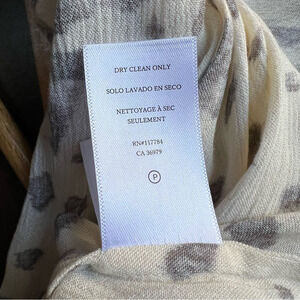 DRY CLEAN ONLY
SOLO LAVADO EN SECO
NETTOYAGE À SEC
SEULEMENT
RN#117784
CA 36979
P